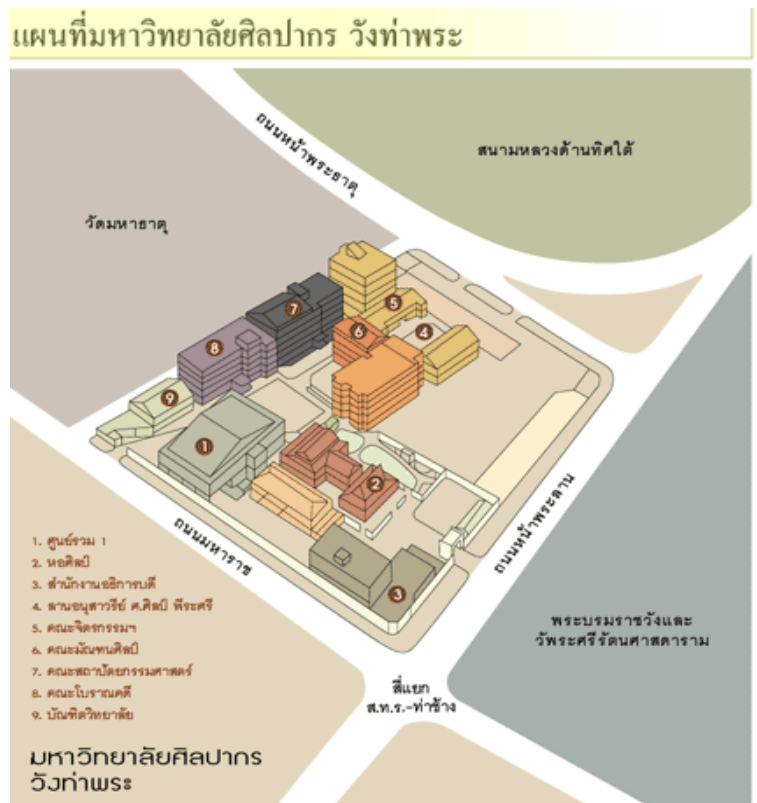 แผนที่มหาวิทยาลัยศิลปากร วังท่าพระ
ถนนหน้าพระธาตุ
สนามหลวงด้านทิศใต้
วัดมหาธาตุ
5
7
4
6
8
9
1
2
ถนนมหาราช
ถนนหน้าพระลาน
3
1. ศูนย์รวม 1
2. หอศิลป์
3. สำนักงานอธิการบดี
4. ลานอนุสาวรีย์ ศ.ศิลป์ พีระศรี
5. คณะจิตรกรรมฯ
6. คณะมัณฑนศิลป์
7. คณะสถาปัตยกรรมศาสตร์
8. คณะโบราณคดี
9. บัณฑิตวิทยาลัย
พระบรมราชวังและ
วัพระศรีรัตนศาสดาราม
สี่แยก
ส.ท.ร.-ท่าช้าง
มหาวิทยาลัยศิลปากร
วังท่าพระ